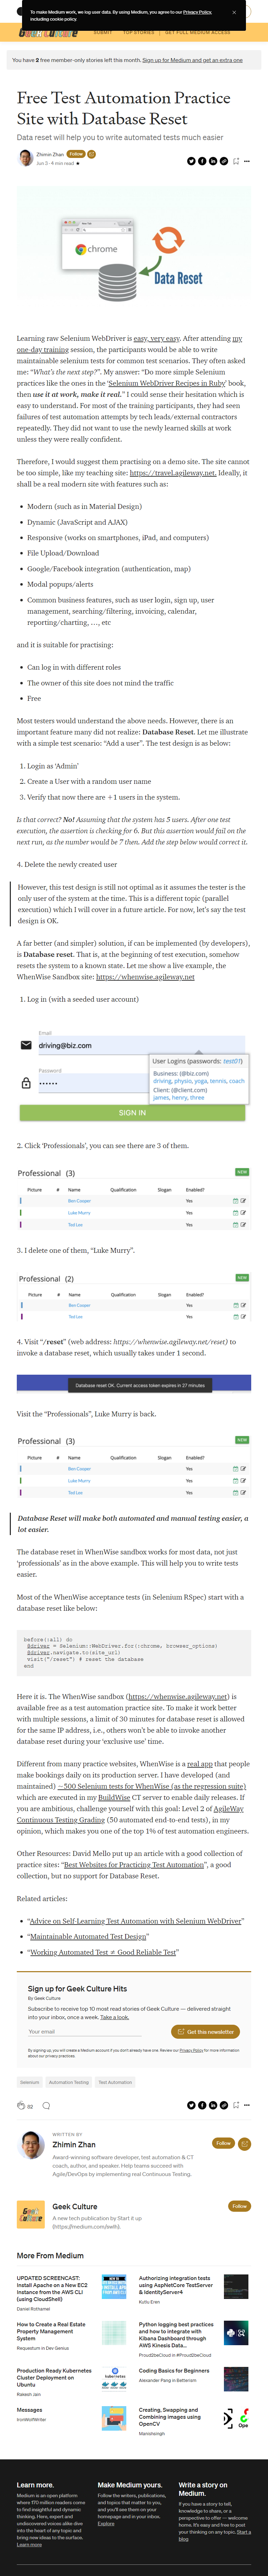 To make Medium work, we log user data. By using Medium, you agree to our Privacy Policy,
including cookie policy.
Geek Culture
SUBMIT
TOP STORIES
GET FULL MEDIUM ACCESS
You have 2 free member-only stories left this month. Sign up for Medium and get an extra one
Free Test Automation Practice
Site with Database Reset
Data reset will help you to write automated tests much easier
Zhimin Zhan
Follow
Jun 3 · 4 min read
chrome
Data Reset
Learning raw Selenium WebDriver is easy, very easy. After attending my
one-day training session, the participants would be able to write
maintainable selenium tests for common test scenarios. They often asked
me: “What’s the next step?”. My answer: “Do more simple Selenium
practices like the ones in the ‘Selenium WebDriver Recipes in Ruby’ book,
then use it at work, make it real.” I could sense their hesitation which is
easy to understand. For most of the training participants, they had seen
failures of test automation attempts by tech leads/external contractors
repeatedly. They did not want to use the newly learned skills at work
unless they were really confident.
Therefore, I would suggest them practising on a demo site. The site cannot
be too simple, like my teaching site: https://travel.agileway.net. Ideally, it
shall be a real modern site with features such as:
• Modern (such as in Material Design)
• Dynamic (JavaScript and AJAX)
• Responsive (works on smartphones, iPad, and computers)
• File Upload/Download
• Google/Facebook integration (authentication, map)
• Modal popups/alerts
• Common business features, such as user login, sign up, user
management, searching/filtering, invoicing, calendar,
reporting/charting, …, etc
and it is suitable for practising:
• Can log in with different roles
• The owner of this site does not mind the traffic
• Free
Most testers would understand the above needs. However, there is an
important feature many did not realize: Database Reset. Let me illustrate
with a simple test scenario: “Add a user”. The test design is as below:
1. Login as ‘Admin’
2. Create a User with a random user name
3. Verify that now there are +1 users in the system.
Is that correct? No! Assuming that the system has 5 users. After one test
execution, the assertion is checking for 6. But this assertion would fail on the
next run, as the number would be 7 then. Add the step below would correct it.
4. Delete the newly created user
However, this test design is still not optimal as it assumes the tester is the
only user of the system at the time. This is a different topic (parallel
execution) which I will cover in a future article. For now, let’s say the test
design is OK.
A far better (and simpler) solution, if can be implemented (by developers),
is Database reset. That is, at the beginning of test execution, somehow
resets the system to a known state. Let me show a live example, the
WhenWise Sandbox site: https://whenwise.agileway.net
1. Log in (with a seeded user account)
Email
driving@biz.com
Password
User Logins (passwords: test01)
Business: (@biz.com)
driving, physio, yoga, tennis, coach
Client: (@client.com)
james, henry, three
SIGN IN
2. Click ‘Professionals’, you can see there are 3 of them.
Professional (3)
NEW
Picture # Name Qualification Slogan Enabled?
Ben Cooper Yes
Luke Morrs Yes
Ted Leo Yes
3. I delete one of them, “Luke Murry”.
Professional (2)
NEW
Picture # Name Qualification Slogan Enabled?
Ben Cooper Yes
Ted Leo Yes
4. Visit “/reset” (web address: https://whenwise.agileway.net/reset) to
invoke a database reset, which usually takes under 1 second.
Database reset OK. Current access token expires in 27 minutes
Visit the “Professionals”, Luke Murry is back.
Professional (3)
NEW
Picture # Name Qualification Slogan Enabled?
Ben Cooper Yes
Luke Morrs Yes
Ted Leo Yes
Database Reset will make both automated and manual testing easier, a
lot easier.
The database reset in WhenWise sandbox works for most data, not just
‘professionals’ as in the above example. This will help you to write tests
easier.
Most of the WhenWise acceptance tests (in Selenium RSpec) start with a
database reset like below:
before(:all) do
@driver = Selenium::WebDriver.for(:chrome, browser_options)
@driver.navigate.to(site_url)
visit("/reset") # reset the database
end
Here it is. The WhenWise sandbox (https://whenwise.agileway.net) is
available free as a test automation practice site. To make it work better
with multiple sessions, a limit of 30 minutes for database reset is allowed
for the same IP address, i.e., others won’t be able to invoke another
database reset during your ‘exclusive use’ time.
Different from many practice websites, WhenWise is a real app that people
make bookings daily on its production server. I have developed (and
maintained) ~500 Selenium tests for WhenWise (as the regression suite)
which are executed in my BuildWise CT server to enable daily releases. If
you are ambitious, challenge yourself with this goal: Level 2 of AgileWay
Continuous Testing Grading (50 automated end-to-end tests), in my
opinion, which makes you one of the top 1% of test automation engineers.
Other Resources: David Mello put up an article with a good collection of
practice sites: “Best Websites for Practicing Test Automation”, a good
collection, but no support for Database Reset.
Related articles:
• “Advice on Self-Learning Test Automation with Selenium WebDriver”
• “Maintainable Automated Test Design”
• “Working Automated Test ≠ Good Reliable Test”
Sign up for Geek Culture Hits
By Geek Culture
Subscribe to receive top 10 most read stories of Geek Culture — delivered straight
into your inbox, once a week. Take a look.
Your email
Get this newsletter
By signing up, you will create a Medium account if you don’t already have one. Review our Privacy Policy for more information
about our privacy practices.
Selenium
Automation Testing
Test Automation
82
WRITTEN BY
Zhimin Zhan
Follow
Award-winning software developer, test automation & CT
coach, author, and speaker. Help teams succeed with
Agile/DevOps by implementing real Continuous Testing.
Geek Culture
Follow
A new tech publication by Start it up
(https://medium.com/swlh).
More From Medium
UPDATED SCREENCAST:
Install Apache on a New EC2
Instance from the AWS CLI
(using CloudShell)
Daniel Rothamel
Authorizing integration tests
using AspNetCore TestServer
& IdentityServer4
Kutlu Eren
How to Create a Real Estate
Property Management
System
Requestum in Dev Genius
Python logging best practices
and how to integrate with
Kibana Dashboard through
AWS Kinesis Data…
Proud2beCloud in #Proud2beCloud
Production Ready Kubernetes
Cluster Deployment on
Ubuntu
Rakesh Jain
Coding Basics for Beginners
Alexander Pang in Betterism
Messages
IronWolfWriter
Creating, Swapping and
Combining images using
OpenCV
Manshisingh
Learn more.
Medium is an open platform
where 170 million readers come
to find insightful and dynamic
thinking. Here, expert and
undiscovered voices alike dive
into the heart of any topic and
bring new ideas to the surface.
Learn more
Make Medium yours.
Follow the writers, publications,
and topics that matter to you,
and you’ll see them on your
homepage and in your inbox.
Explore
Write a story on
Medium.
If you have a story to tell,
knowledge to share, or a
perspective to offer — welcome
home. It’s easy and free to post
your thinking on any topic. Start a
blog